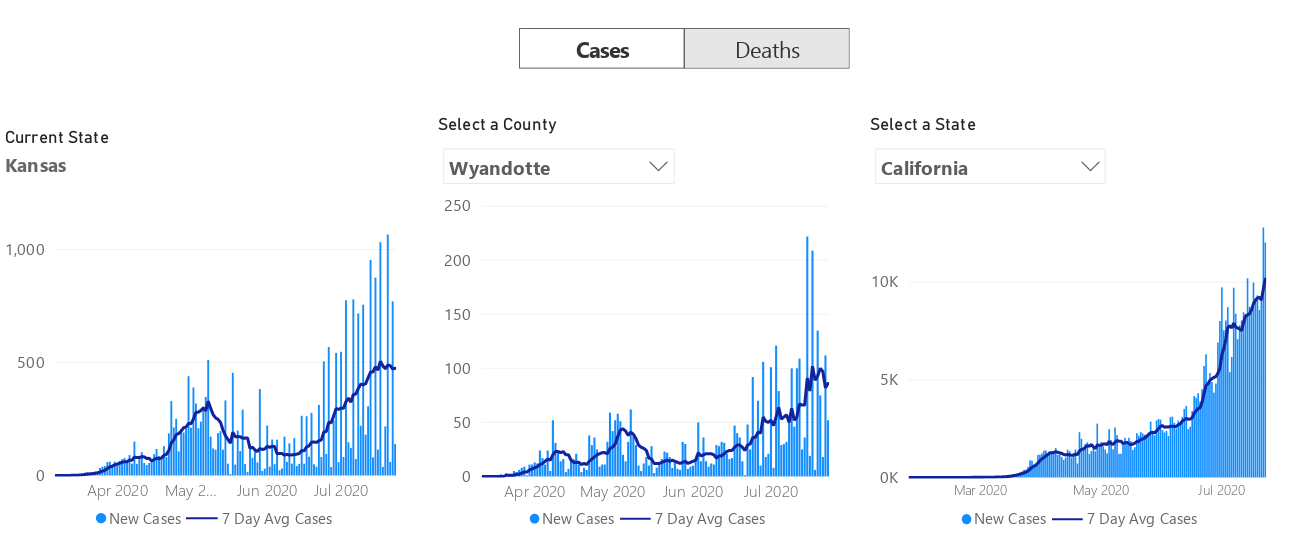 Cases Deaths
Current State
Kansas
1,000
500
0
Apr 2020 May 2... Jun 2020 Jul 2020
New Cases 7 Day Avg Cases
Select a County
Wyandotte
250
200
150
100
50
0
Apr 2020 May 2020 Jun 2020 Jul 2020
New Cases 7 Day Avg Cases
Select a State
California
10K
5K
0K
Mar 2020 May 2020 Jul 2020
New Cases 7 Day Avg Cases